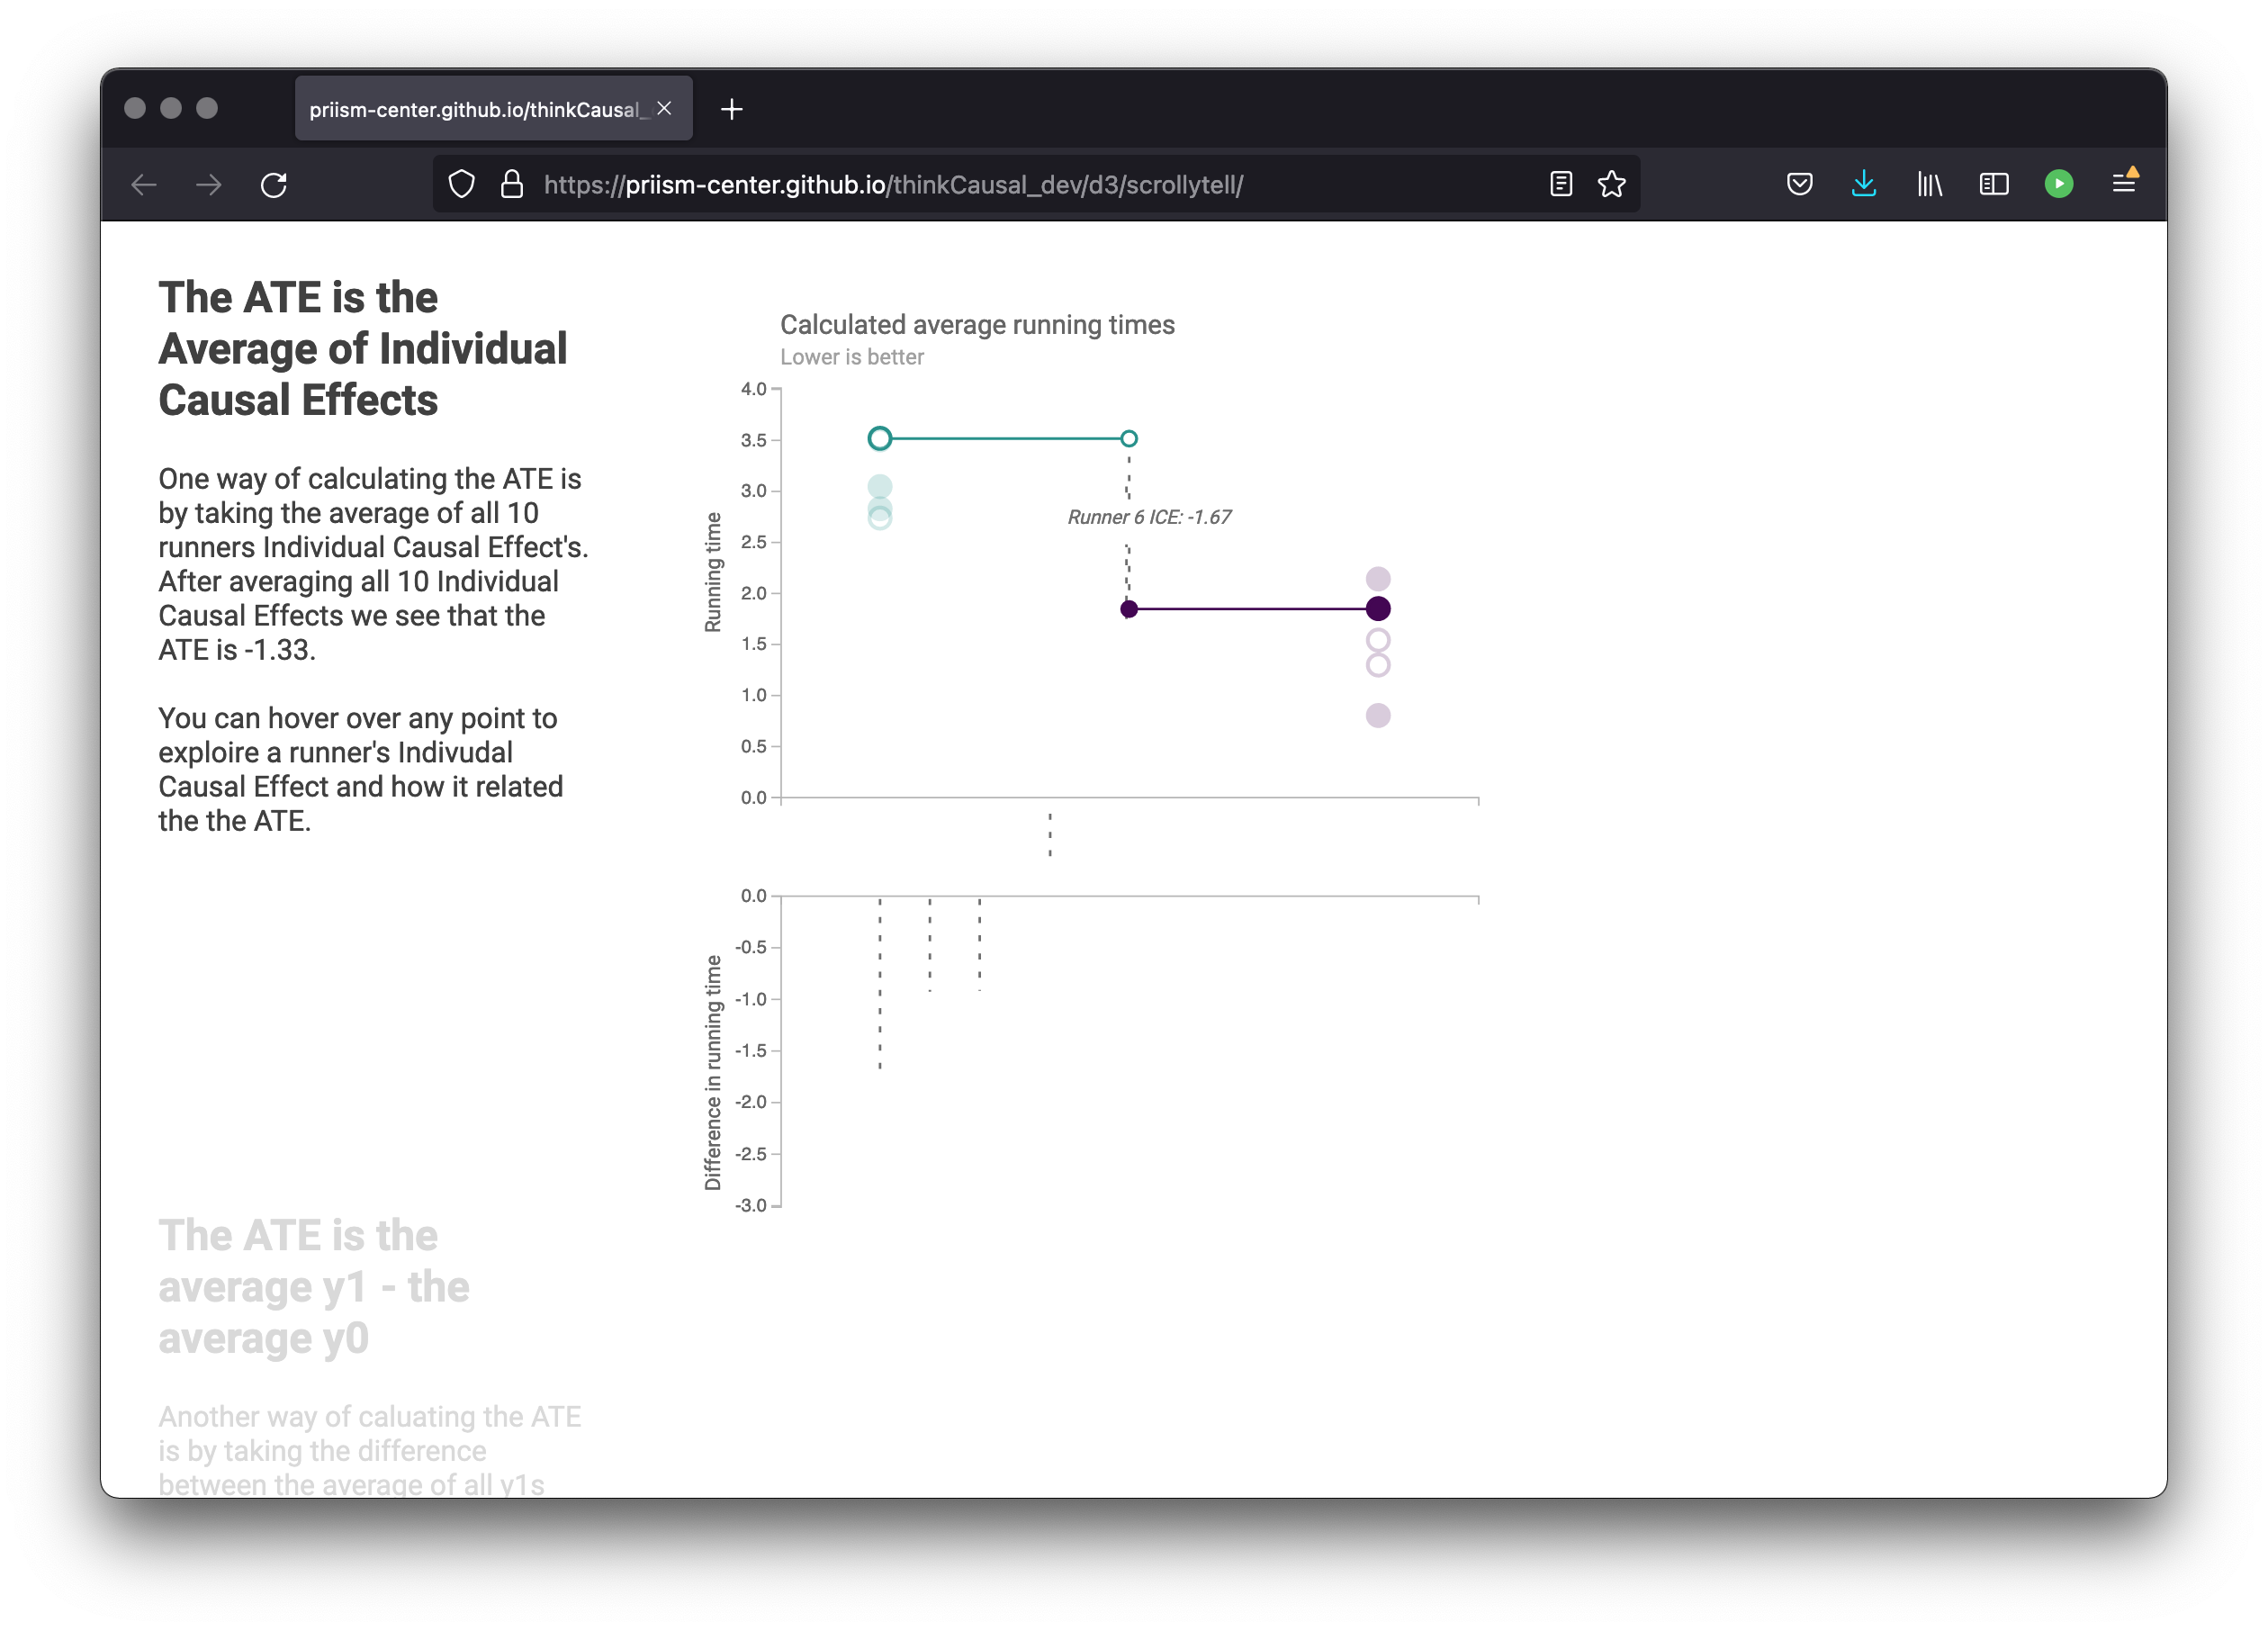 priism-center.github.io/thinkCausal_
https://priism-center.github.io/thinkCausal_dev/d3/scrollytell/
The ATE is the
Average of Individual
Causal Effects
One way of calculating the ATE is
by taking the average of all 10
runners Individual Causal Effect's.
After averaging all 10 Individual
Causal Effects we see that the
ATE is -1.33.
You can hover over any point to
exploire a runner's Indivudal
Causal Effect and how it related
the the ATE.
The ATE is the
average y1 - the
average y0
Another way of caluating the ATE
is by taking the difference
between the average of all y1s
Calculated average running times
Lower is better
Running time
4.0
3.5
3.0
2.5
2.0
1.5
1.0
0.5
0.0
Runner 6 ICE: -1.67
Difference in running time
0.0
-0.5
-1.0
-1.5
-2.0
-2.5
-3.0